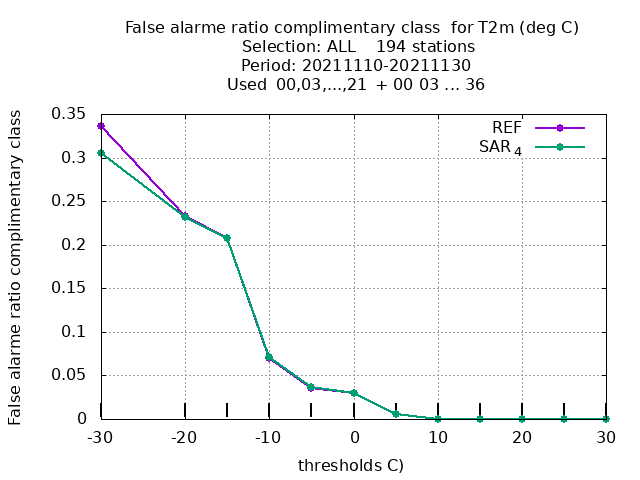 False alarme ratio complimentary class  for T2m (deg C)
Selection: ALL    194 stations
Period: 20211110-20211130
Used  00,03,...,21  + 00 03 ... 36
False alarme ratio complimentary class
0.35
0.3
0.25
0.2
0.15
0.1
0.05
0
REF
SAR4
-30
-20
-10
0
10
20
30
thresholds C)